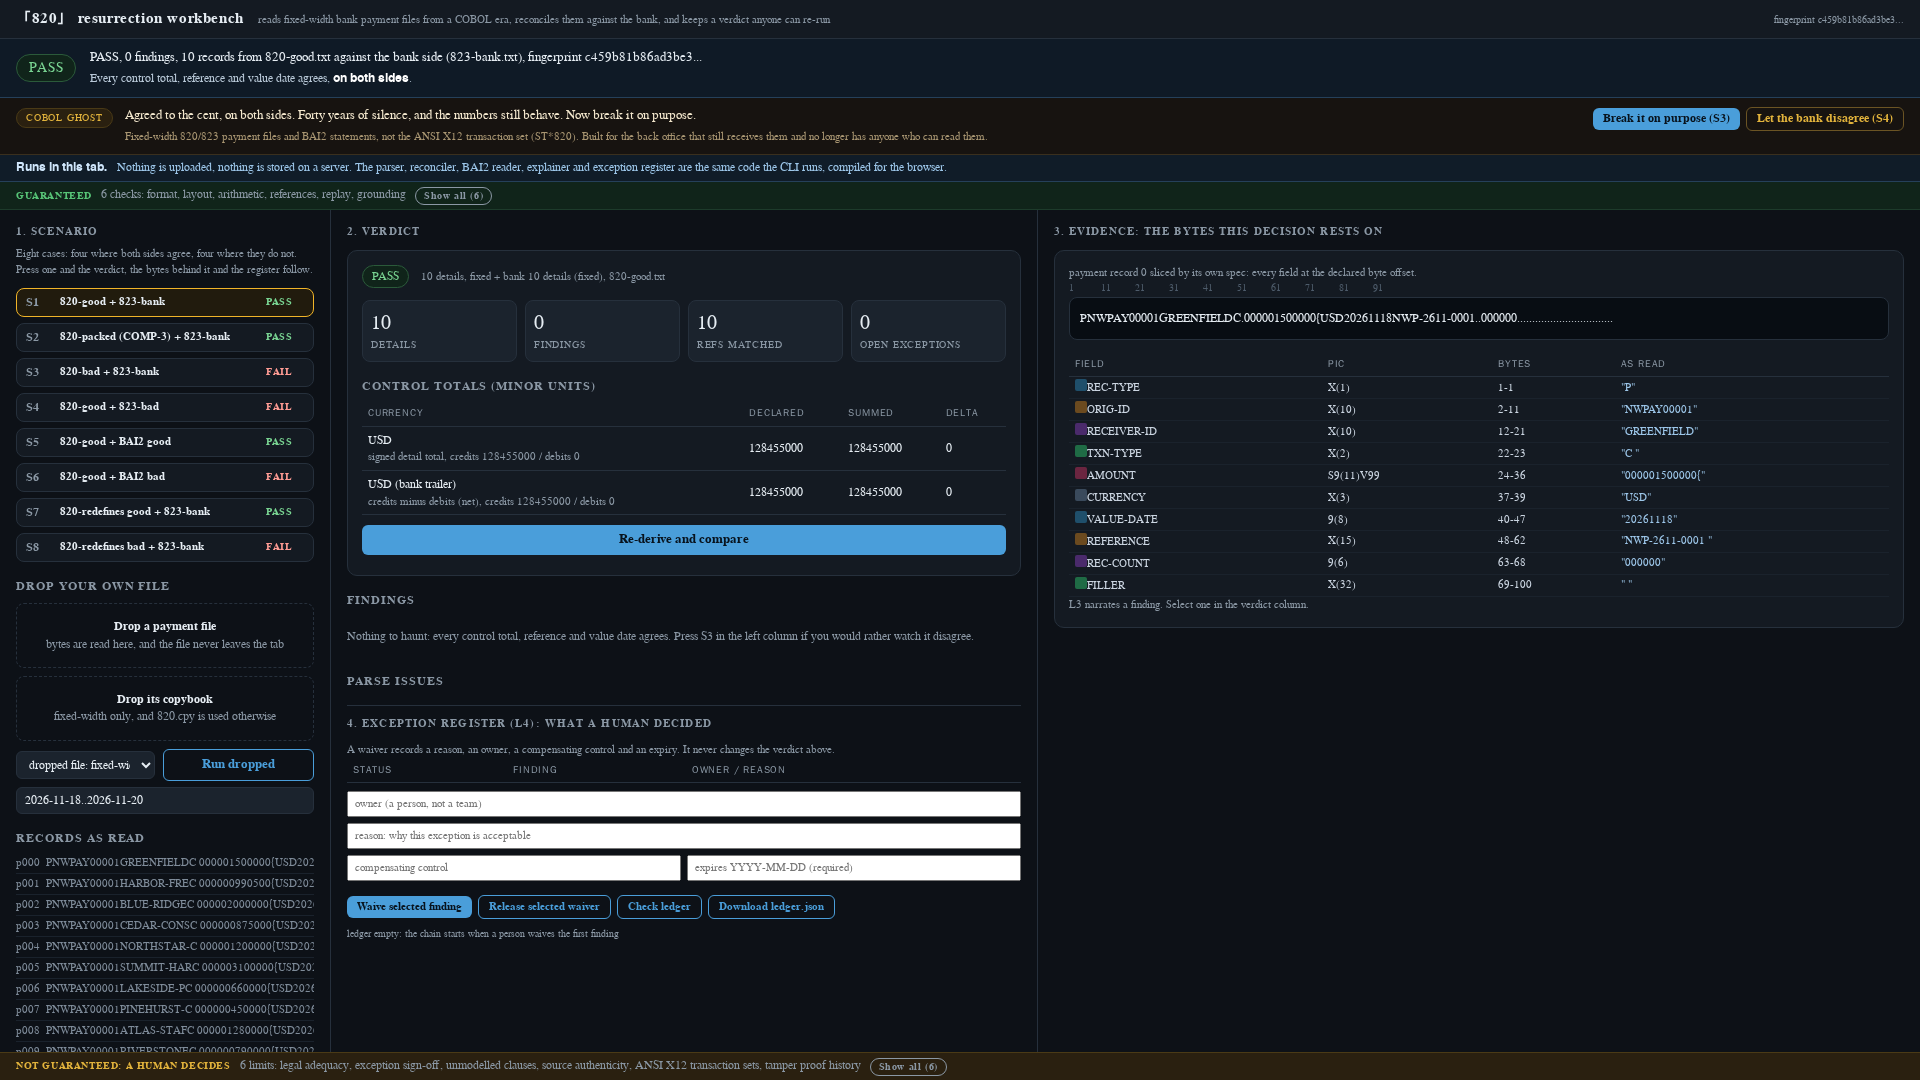 「820」 resurrection workbench
reads fixed-width bank payment files from a COBOL era, reconciles them against the bank, and keeps a verdict anyone can re-run
fingerprint c459b81b86ad3be3...
PASS
PASS, 0 findings, 10 records from 820-good.txt against the bank side (823-bank.txt), fingerprint c459b81b86ad3be3...
Every control total, reference and value date agrees, on both sides.
COBOL GHOST
Agreed to the cent, on both sides. Forty years of silence, and the numbers still behave. Now break it on purpose.
Fixed-width 820/823 payment files and BAI2 statements, not the ANSI X12 transaction set (ST*820). Built for the back office that still receives them and no longer has anyone who can read them.
Break it on purpose (S3)
Let the bank disagree (S4)
Runs in this tab. Nothing is uploaded, nothing is stored on a server. The parser, reconciler, BAI2 reader, explainer and exception register are the same code the CLI runs, compiled for the browser.
GUARANTEED 6 checks: format, layout, arithmetic, references, replay, grounding Show all (6)
1. SCENARIO
Eight cases: four where both sides agree, four where they do not.
Press one and the verdict, the bytes behind it and the register follow.
S1 820-good + 823-bank PASS
S2 820-packed (COMP-3) + 823-bank PASS
S3 820-bad + 823-bank FAIL
S4 820-good + 823-bad FAIL
S5 820-good + BAI2 good PASS
S6 820-good + BAI2 bad FAIL
S7 820-redefines good + 823-bank PASS
S8 820-redefines bad + 823-bank FAIL
DROP YOUR OWN FILE
Drop a payment file
bytes are read here, and the file never leaves the tab
Drop its copybook
fixed-width only, and 820.cpy is used otherwise
dropped file: fixed-wi
Run dropped
2026-11-18..2026-11-20
RECORDS AS READ
p000 PNWPAY00001GREENFIELDC 000001500000{USD202
p001 PNWPAY00001HARBOR-FREC 000000990500{USD202
p002 PNWPAY00001BLUE-RIDGEC 000002000000{USD202
p003 PNWPAY00001CEDAR-CONSC 000000875000{USD202
p004 PNWPAY00001NORTHSTAR-C 000001200000{USD202
p005 PNWPAY00001SUMMIT-HARC 000003100000{USD202
p006 PNWPAY00001LAKESIDE-PC 000000660000{USD2026
p007 PNWPAY00001PINEHURST-C 000000450000{USD2026
p008 PNWPAY00001ATLAS-STAFC 000001280000{USD202
p009 PNWPAY00001RIVERSTONEC 000000790000{USD202
2. VERDICT
PASS 10 details, fixed + bank 10 details (fixed), 820-good.txt
10 DETAILS
0 FINDINGS
10 REFS MATCHED
0 OPEN EXCEPTIONS
CONTROL TOTALS (MINOR UNITS)
CURRENCY DECLARED SUMMED DELTA
USD 128455000 128455000 0
signed detail total, credits 128455000 / debits 0
USD (bank trailer) 128455000 128455000 0
credits minus debits (net), credits 128455000 / debits 0
Re-derive and compare
FINDINGS
Nothing to haunt: every control total, reference and value date agrees. Press S3 in the left column if you would rather watch it disagree.
PARSE ISSUES
4. EXCEPTION REGISTER (L4): WHAT A HUMAN DECIDED
A waiver records a reason, an owner, a compensating control and an expiry. It never changes the verdict above.
STATUS FINDING OWNER / REASON
owner (a person, not a team)
reason: why this exception is acceptable
compensating control
expires YYYY-MM-DD (required)
Waive selected finding
Release selected waiver
Check ledger
Download ledger.json
ledger empty: the chain starts when a person waives the first finding
3. EVIDENCE: THE BYTES THIS DECISION RESTS ON
payment record 0 sliced by its own spec: every field at the declared byte offset.
1 11 21 31 41 51 61 71 81 91
PNWPAY00001GREENFIELDC.000001500000{USD20261118NWP-2611-0001..000000................................
FIELD PIC BYTES AS READ
REC-TYPE X(1) 1-1 "P"
ORIG-ID X(10) 2-11 "NWPAY00001"
RECEIVER-ID X(10) 12-21 "GREENFIELD"
TXN-TYPE X(2) 22-23 "C "
AMOUNT S9(11)V99 24-36 "000001500000{"
CURRENCY X(3) 37-39 "USD"
VALUE-DATE 9(8) 40-47 "20261118"
REFERENCE X(15) 48-62 "NWP-2611-0001 "
REC-COUNT 9(6) 63-68 "000000"
FILLER X(32) 69-100 " "
L3 narrates a finding. Select one in the verdict column.
NOT GUARANTEED: A HUMAN DECIDES 6 limits: legal adequacy, exception sign-off, unmodelled clauses, source authenticity, ANSI X12 transaction sets, tamper proof history Show all (6)